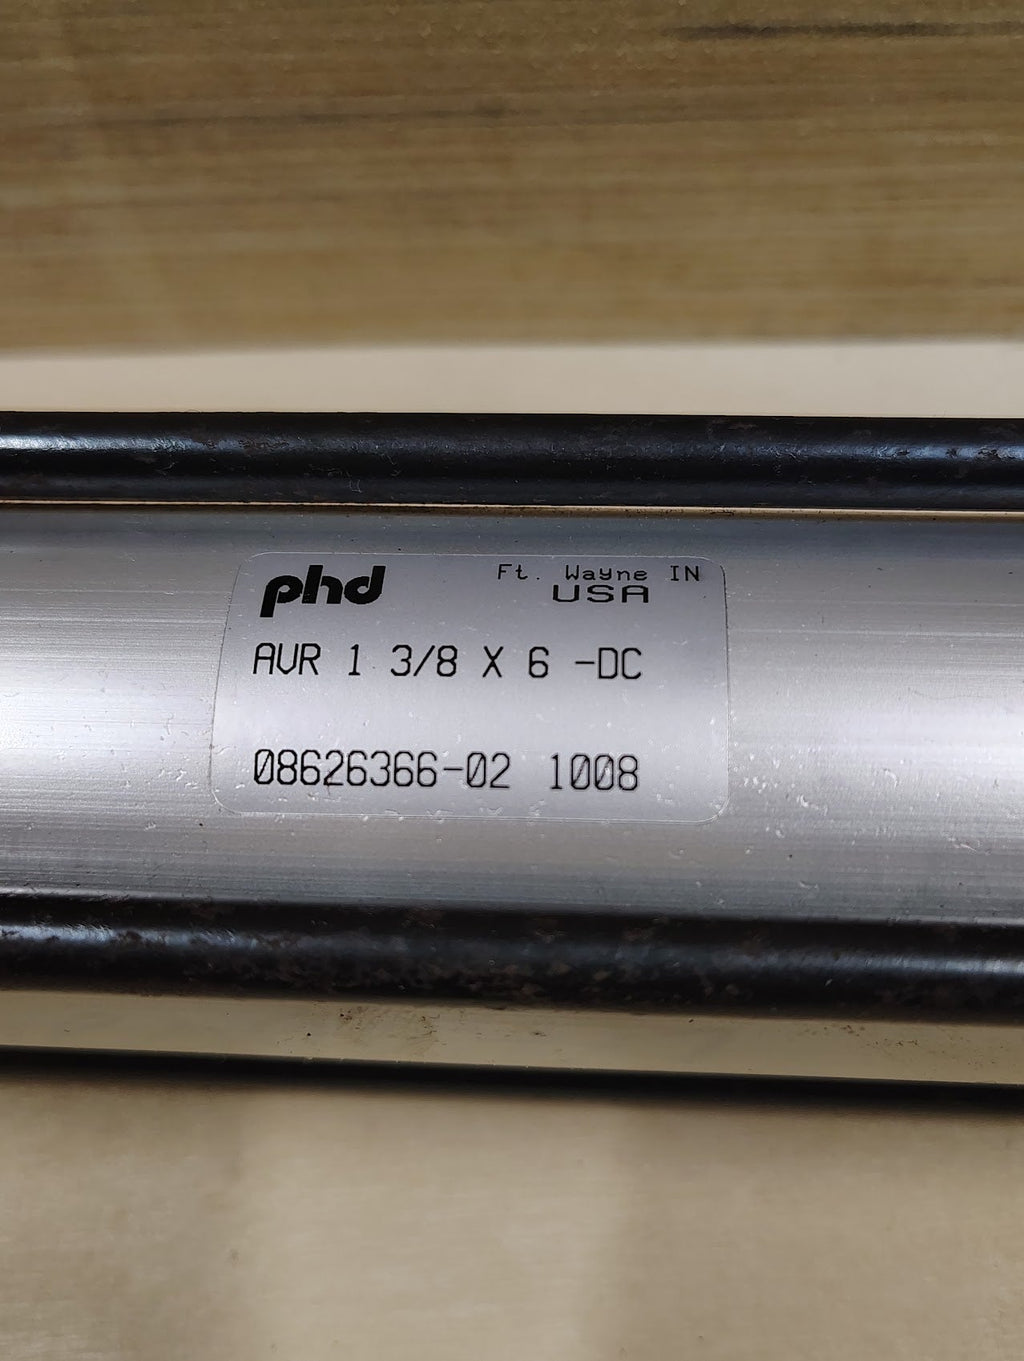 phd
Ft. Wayne IN
USA
AVR 1 3/8 X 6 -DC
08626366-02 1008